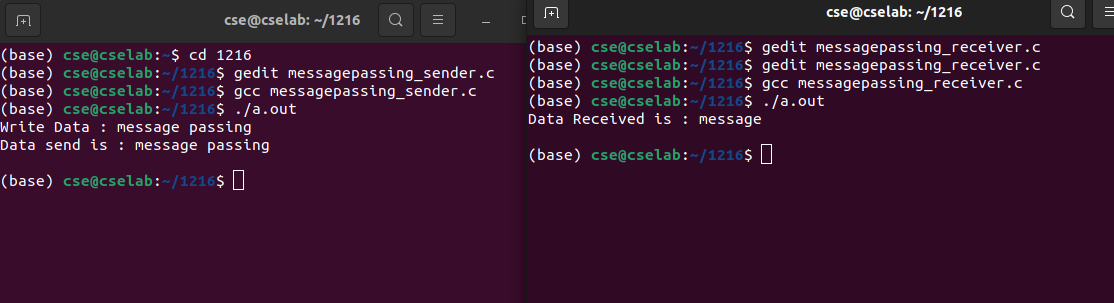 cse@cselab: ~/1216
(base) cse@cselab:~$ cd 1216
(base) cse@cselab:~/1216$ gedit messagepassing_sender.c
(base) cse@cselab:~/1216$ gcc messagepassing_sender.c
(base) cse@cselab:~/1216$ ./a.out
Write Data : message passing
Data send is : message passing
(base) cse@cselab:~/1216$
cse@cselab: ~/1216
(base) cse@cselab:~/1216$ gedit messagepassing_receiver.c
(base) cse@cselab:~/1216$ gedit messagepassing_receiver.c
(base) cse@cselab:~/1216$ gcc messagepassing_receiver.c
(base) cse@cselab:~/1216$ ./a.out
Data Received is : message
(base) cse@cselab:~/1216$